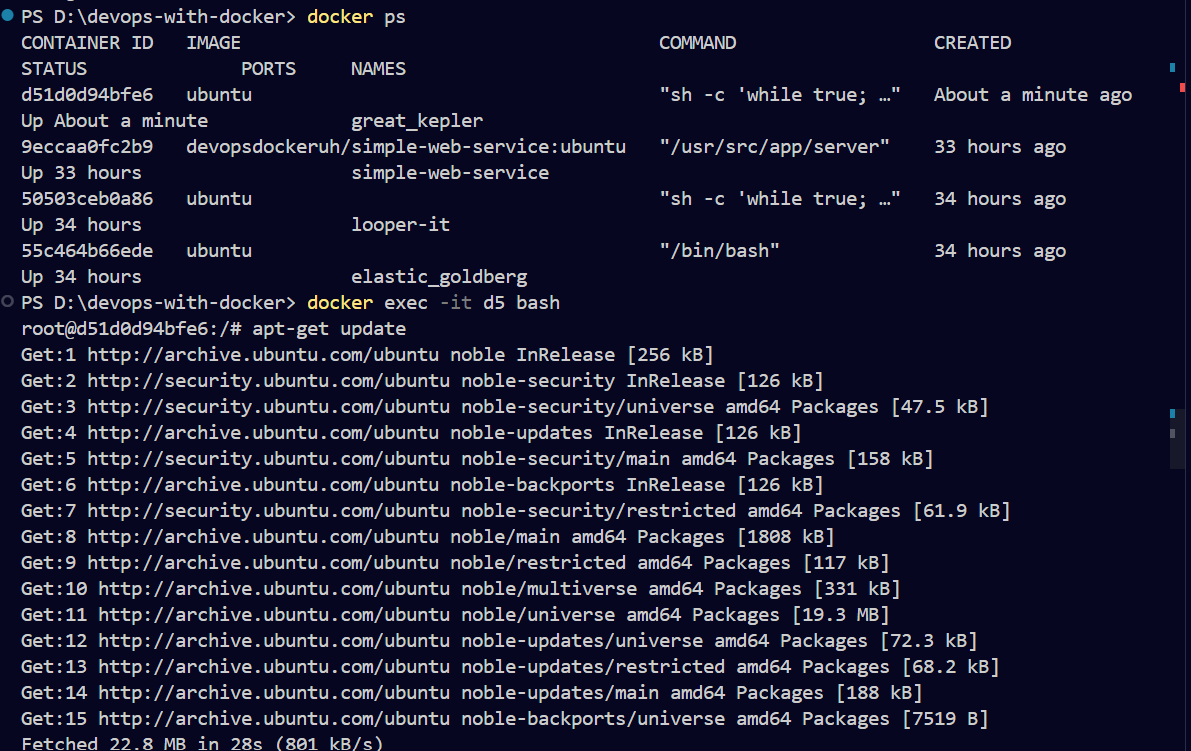 PS D:\devops-with-docker> docker ps
CONTAINER ID   IMAGE                                      COMMAND                  CREATED
STATUS              PORTS     NAMES
d51d0d94bfe6   ubuntu                                     "sh -c 'while true; …"   About a minute ago
Up About a minute             great_kepler
9eccaa0fc2b9   devopsdockeruh/simple-web-service:ubuntu   "/usr/src/app/server"    33 hours ago
Up 33 hours                   simple-web-service
50503ceb0a86   ubuntu                                     "sh -c 'while true; …"   34 hours ago
Up 34 hours                   looper-it
55c464b66ede   ubuntu                                     "/bin/bash"              34 hours ago
Up 34 hours                   elastic_goldberg
PS D:\devops-with-docker> docker exec -it d5 bash
root@d51d0d94bfe6:/# apt-get update
Get:1 http://archive.ubuntu.com/ubuntu noble InRelease [256 kB]
Get:2 http://security.ubuntu.com/ubuntu noble-security InRelease [126 kB]
Get:3 http://security.ubuntu.com/ubuntu noble-security/universe amd64 Packages [47.5 kB]
Get:4 http://archive.ubuntu.com/ubuntu noble-updates InRelease [126 kB]
Get:5 http://security.ubuntu.com/ubuntu noble-security/main amd64 Packages [158 kB]
Get:6 http://archive.ubuntu.com/ubuntu noble-backports InRelease [126 kB]
Get:7 http://security.ubuntu.com/ubuntu noble-security/restricted amd64 Packages [61.9 kB]
Get:8 http://archive.ubuntu.com/ubuntu noble/main amd64 Packages [1808 kB]
Get:9 http://archive.ubuntu.com/ubuntu noble/restricted amd64 Packages [117 kB]
Get:10 http://archive.ubuntu.com/ubuntu noble/multiverse amd64 Packages [331 kB]
Get:11 http://archive.ubuntu.com/ubuntu noble/universe amd64 Packages [19.3 MB]
Get:12 http://archive.ubuntu.com/ubuntu noble-updates/universe amd64 Packages [72.3 kB]
Get:13 http://archive.ubuntu.com/ubuntu noble-updates/restricted amd64 Packages [68.2 kB]
Get:14 http://archive.ubuntu.com/ubuntu noble-updates/main amd64 Packages [188 kB]
Get:15 http://archive.ubuntu.com/ubuntu noble-backports/universe amd64 Packages [7519 B]
Fetched 22.8 MB in 28s (801 kB/s)